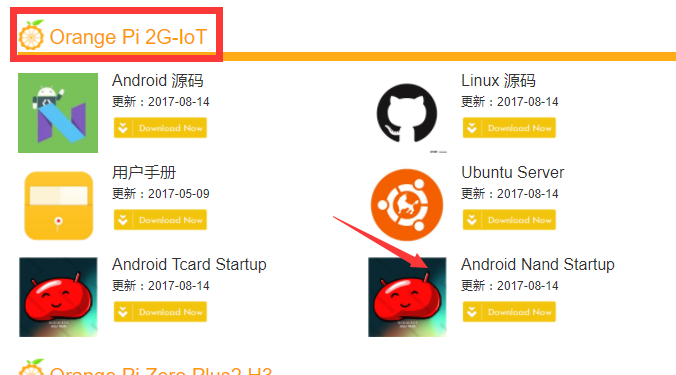 Orange Pi 2G-IoT
Android 源码
更新：2017-08-14
Download Now
Linux 源码
更新：2017-08-14
Download Now
用户手册
更新：2017-05-09
Download Now
Ubuntu Server
更新：2017-08-14
Download Now
Android Tcard Startup
更新：2017-08-14
Download Now
Android Nand Startup
更新：2017-08-14
Download Now
Orange Pi Zero Plus2 H3